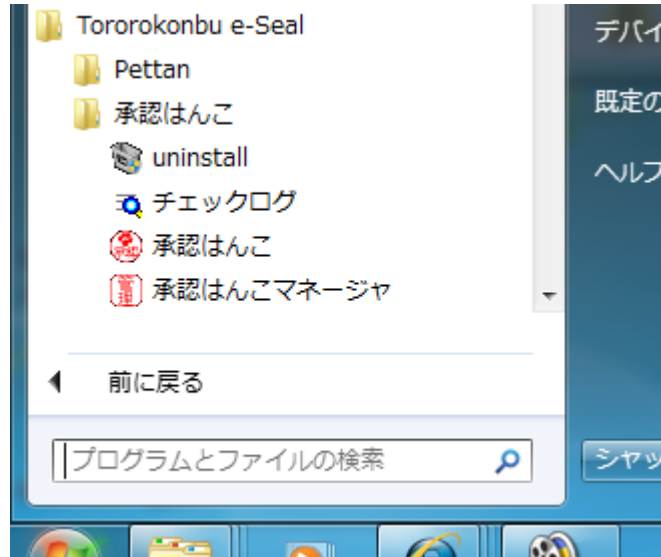 Tororokonbu e-Seal
Pettan
承認はんこ
uninstall
チェックログ
承認はんこ
承認はんこマネージャ
前に戻る
プログラムとファイルの検索
デバイ
既定の
ヘルプ
シャッ